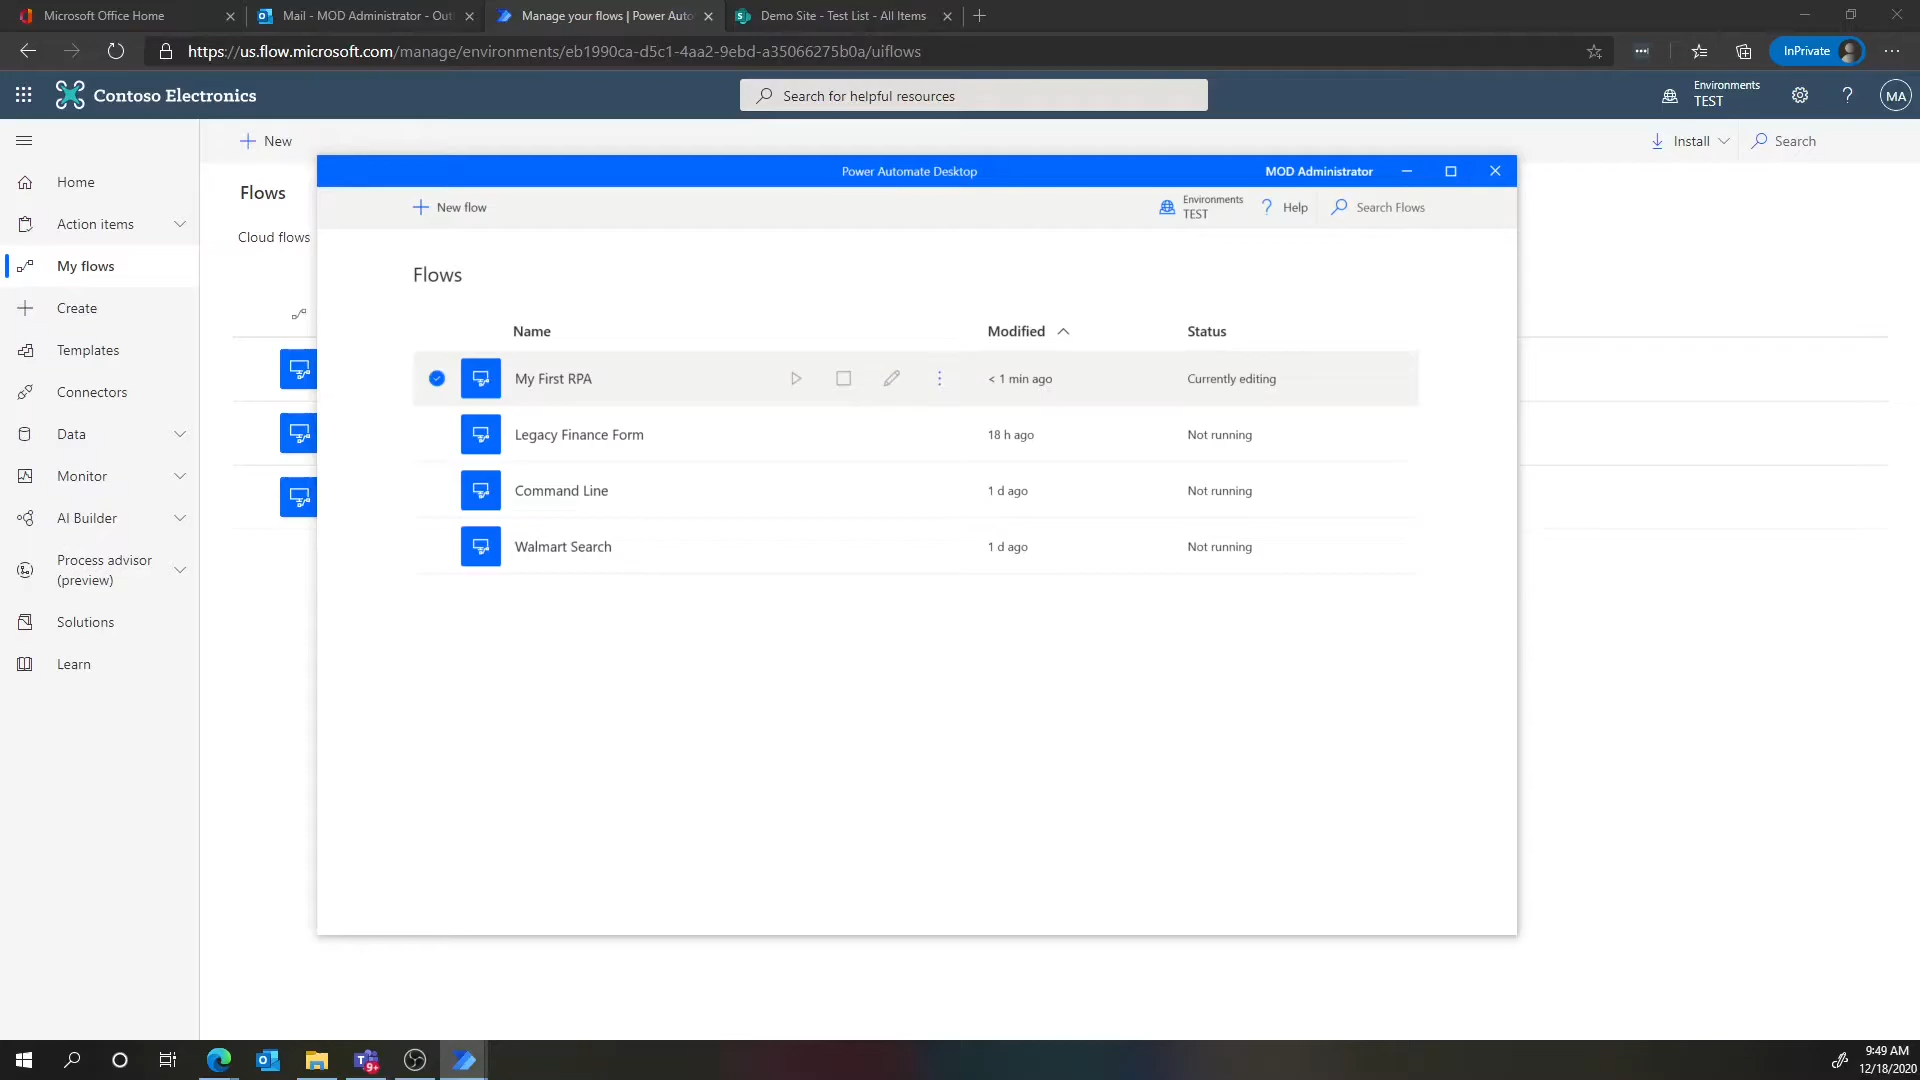 Microsoft Office Home
Mail - MOD Administrator - Out
Manage your flows | Power Auto
Demo Site - Test List - All Items
https://us.flow.microsoft.com/manage/environments/eb1990ca-d5c1-4aa2-9ebd-a35066275b0a/uiflows
InPrivate
Contoso Electronics
Search for helpful resources
Environments
TEST
MA
New
Install
Search
Home
Action items
My flows
Create
Templates
Connectors
Data
Monitor
AI Builder
Process advisor
(preview)
Solutions
Learn
Flows
Cloud flows
Power Automate Desktop
MOD Administrator
New flow
Environments
TEST
Help
Search Flows
Flows
Name Modified Status
My First RPA < 1 min ago Currently editing
Legacy Finance Form 18 h ago Not running
Command Line 1 d ago Not running
Walmart Search 1 d ago Not running
9+
9:49 AM
12/18/2020